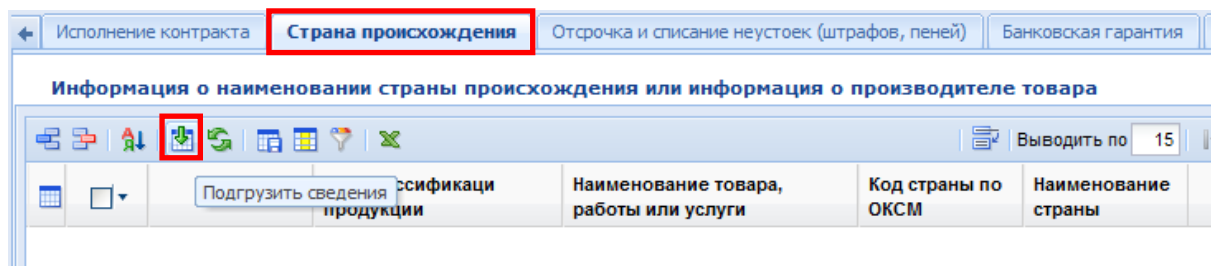 Исполнение контракта Страна происхождения Отсрочка и списание неустоек (штрафов, пеней) Банковская гарантия
Информация о наименовании страны происхождения или информация о производителе товара
Выводить по 15
Подгрузить сведения
ссификаци продукции
Наименование товара, работы или услуги
Код страны по ОКСМ
Наименование страны